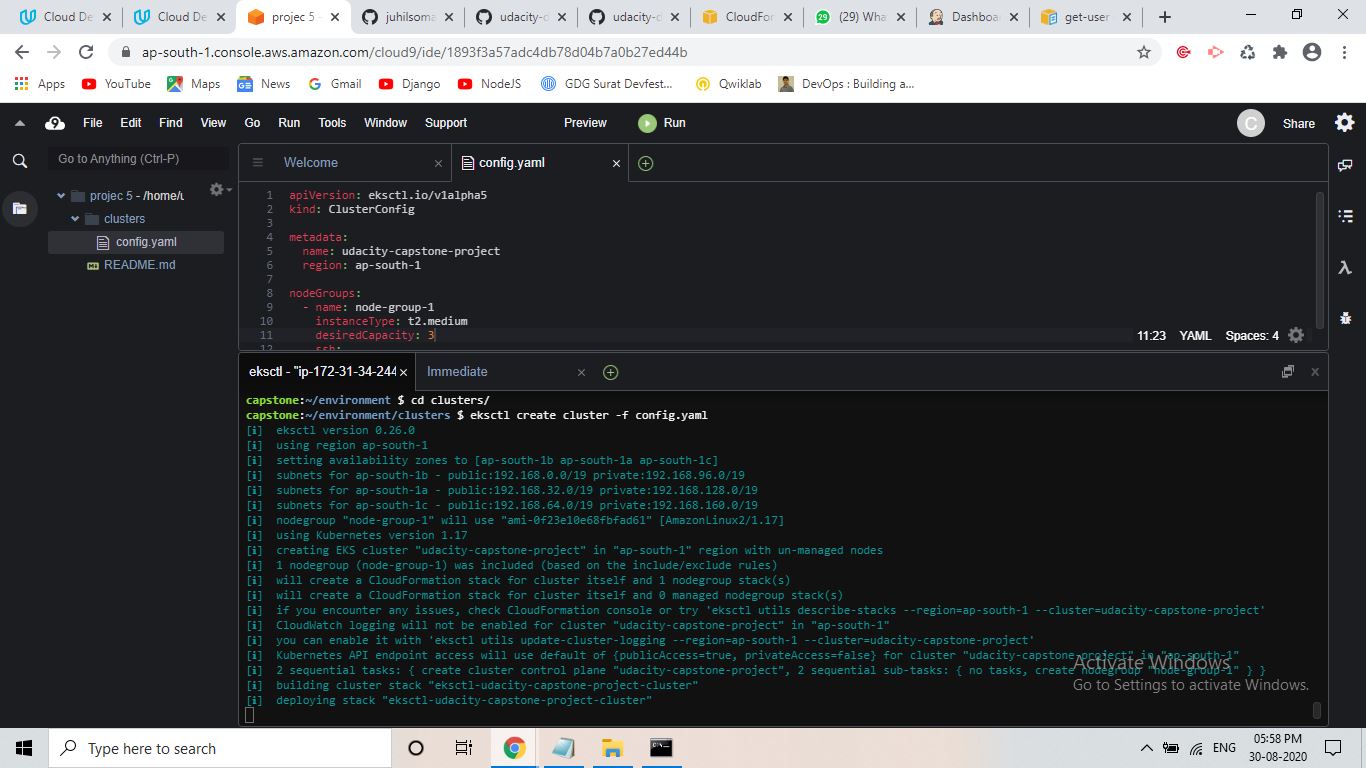 Cloud De
Cloud De
projec 5 -
juhilsoma
udacity-d
udacity-d
CloudFor
(29) Wha
Dashboa
get-user
ap-south-1.console.aws.amazon.com/cloud9/ide/1893f3a57adc4db78d04b7a0b27ed44b
Apps
YouTube
Maps
News
Gmail
Django
NodeJS
GDG Surat Devfest...
Qwiklab
DevOps : Building a...
9 File Edit Find View Go Run Tools Window Support Preview Run C Share
Go to Anything (Ctrl-P)
Welcome
config.yaml
projec 5 - /home/u
clusters
config.yaml
README.md
1 apiVersion: eksctl.io/v1alpha5
2 kind: ClusterConfig
3
4 metadata:
5 name: udacity-capstone-project
6 region: ap-south-1
7
8 nodeGroups:
9 - name: node-group-1
10 instanceType: t2.medium
11 desiredCapacity: 3
12 ssh:
11:23 YAML Spaces: 4
eksctl - "ip-172-31-34-244
Immediate
capstone:~/environment $ cd clusters/
capstone:~/environment/clusters $ eksctl create cluster -f config.yaml
[i] eksctl version 0.26.0
[i] using region ap-south-1
[i] setting availability zones to [ap-south-1b ap-south-1a ap-south-1c]
[i] subnets for ap-south-1b - public:192.168.0.0/19 private:192.168.96.0/19
[i] subnets for ap-south-1a - public:192.168.32.0/19 private:192.168.128.0/19
[i] subnets for ap-south-1c - public:192.168.64.0/19 private:192.168.160.0/19
[i] nodegroup "node-group-1" will use "ami-0f23e10e68fbfad61" [AmazonLinux2/1.17]
[i] using Kubernetes version 1.17
[i] creating EKS cluster "udacity-capstone-project" in "ap-south-1" region with un-managed nodes
[i] 1 nodegroup (node-group-1) was included (based on the include/exclude rules)
[i] will create a CloudFormation stack for cluster itself and 1 nodegroup stack(s)
[i] will create a CloudFormation stack for cluster itself and 0 managed nodegroup stack(s)
[i] if you encounter any issues, check CloudFormation console or try 'eksctl utils describe-stacks --region=ap-south-1 --cluster=udacity-capstone-project'
[i] CloudWatch logging will not be enabled for cluster "udacity-capstone-project" in "ap-south-1"
[i] you can enable it with 'eksctl utils update-cluster-logging --region=ap-south-1 --cluster=udacity-capstone-project'
[i] Kubernetes API endpoint access will use default of {publicAccess=true, privateAccess=false} for cluster "udacity-capstone-project" in "ap-south-1"
[i] 2 sequential tasks: { create cluster control plane "udacity-capstone-project", 2 sequential sub-tasks: { no tasks, create nodegroup "node-group-1" } }
[i] building cluster stack "eksctl-udacity-capstone-project-cluster"
[i] deploying stack "eksctl-udacity-capstone-project-cluster"
Activate Windows
Go to Settings to activate Windows.
Type here to search
ENG
05:58 PM
30-08-2020